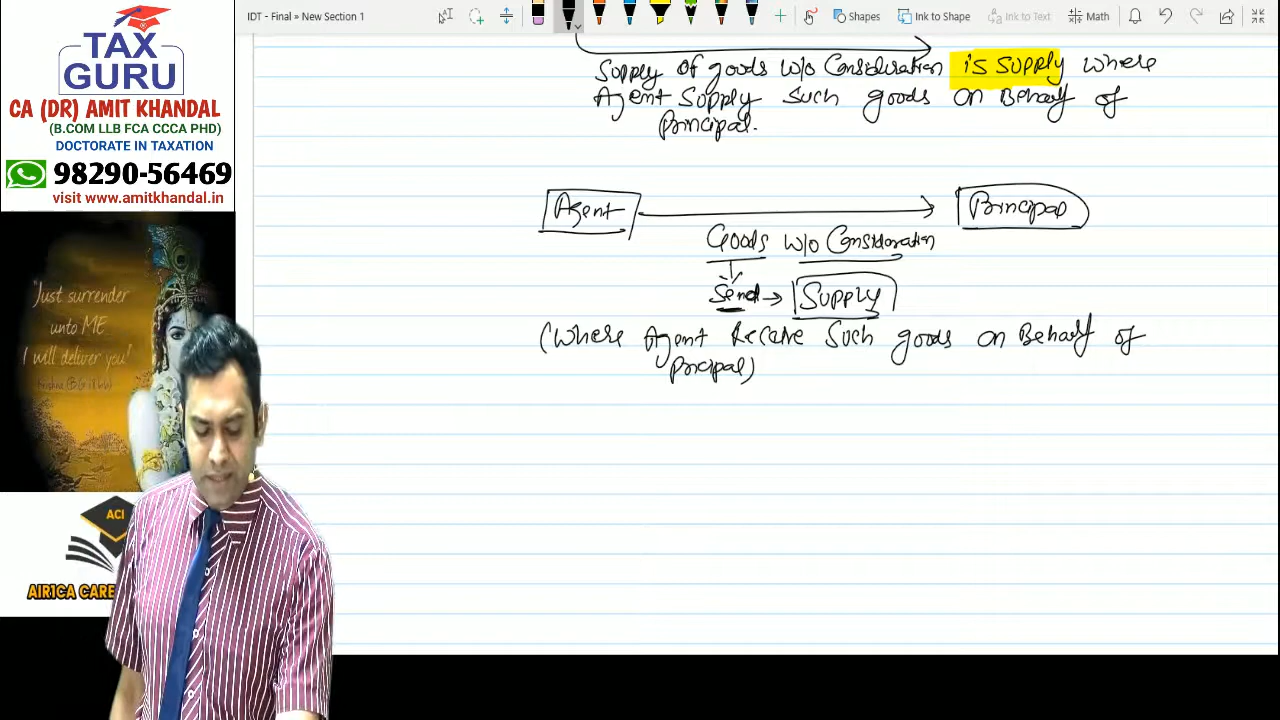 IDT - Final » New Section 1
Shapes
Ink to Shape
Ink to Text
Math
TAX
GURU
CA (DR) AMIT KHANDAL
(B.COM LLB FCA CCCA PHD)
DOCTORATE IN TAXATION
98290-56469
visit www.amitkhandal.in
"Just surrender
unto ME
I will deliver you"
ACI
AIR1CA CARE
Supply of goods w/o Consideration is supply where
Agent Supply Such goods on Behalf of
Principal.
Agent
Principal
Goods w/o Consideration
Send → Supply
(where Agent Receive Such goods on Behalf of
Principal)